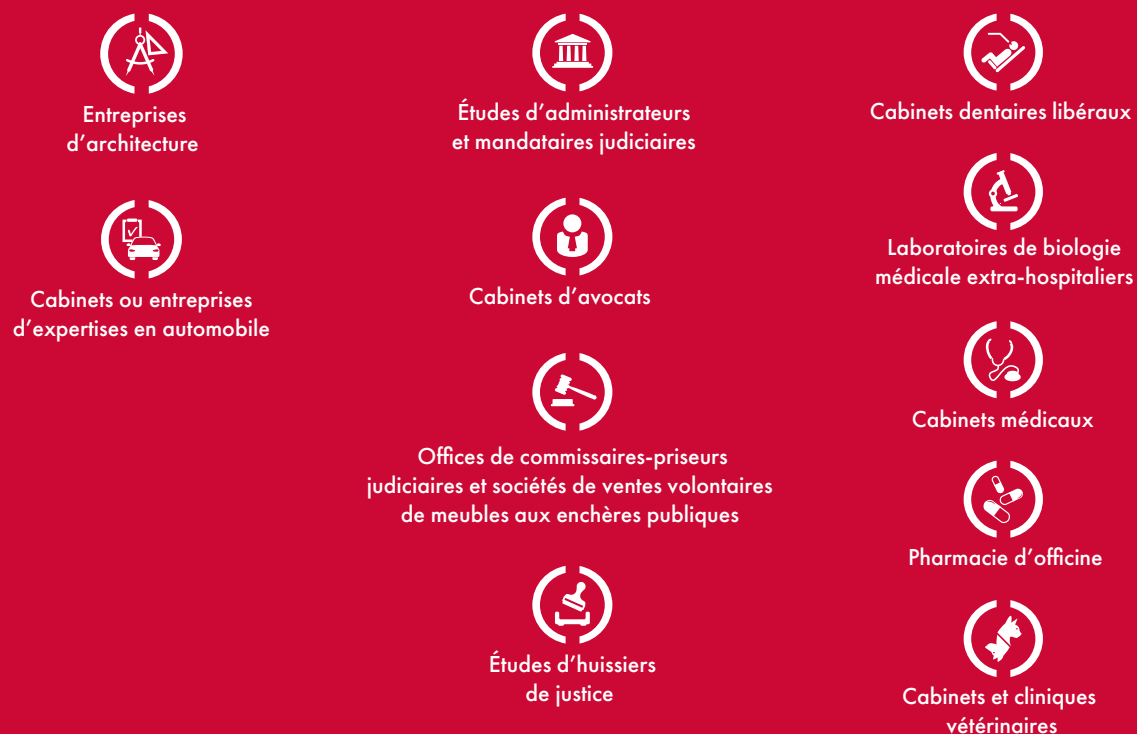 Entreprises
d'architecture
Cabinets ou entreprises
d'expertises en automobile
Études d'administrateurs
et mandataires judiciaires
Cabinets d'avocats
Offices de commissaires-priseurs
judiciaires et sociétés de ventes volontaires
de meubles aux enchères publiques
Études d'huissiers
de justice
Cabinets dentaires libéraux
Laboratoires de biologie
médicale extra-hospitaliers
Cabinets médicaux
Pharmacie d'officine
Cabinets et cliniques
vétérinaires